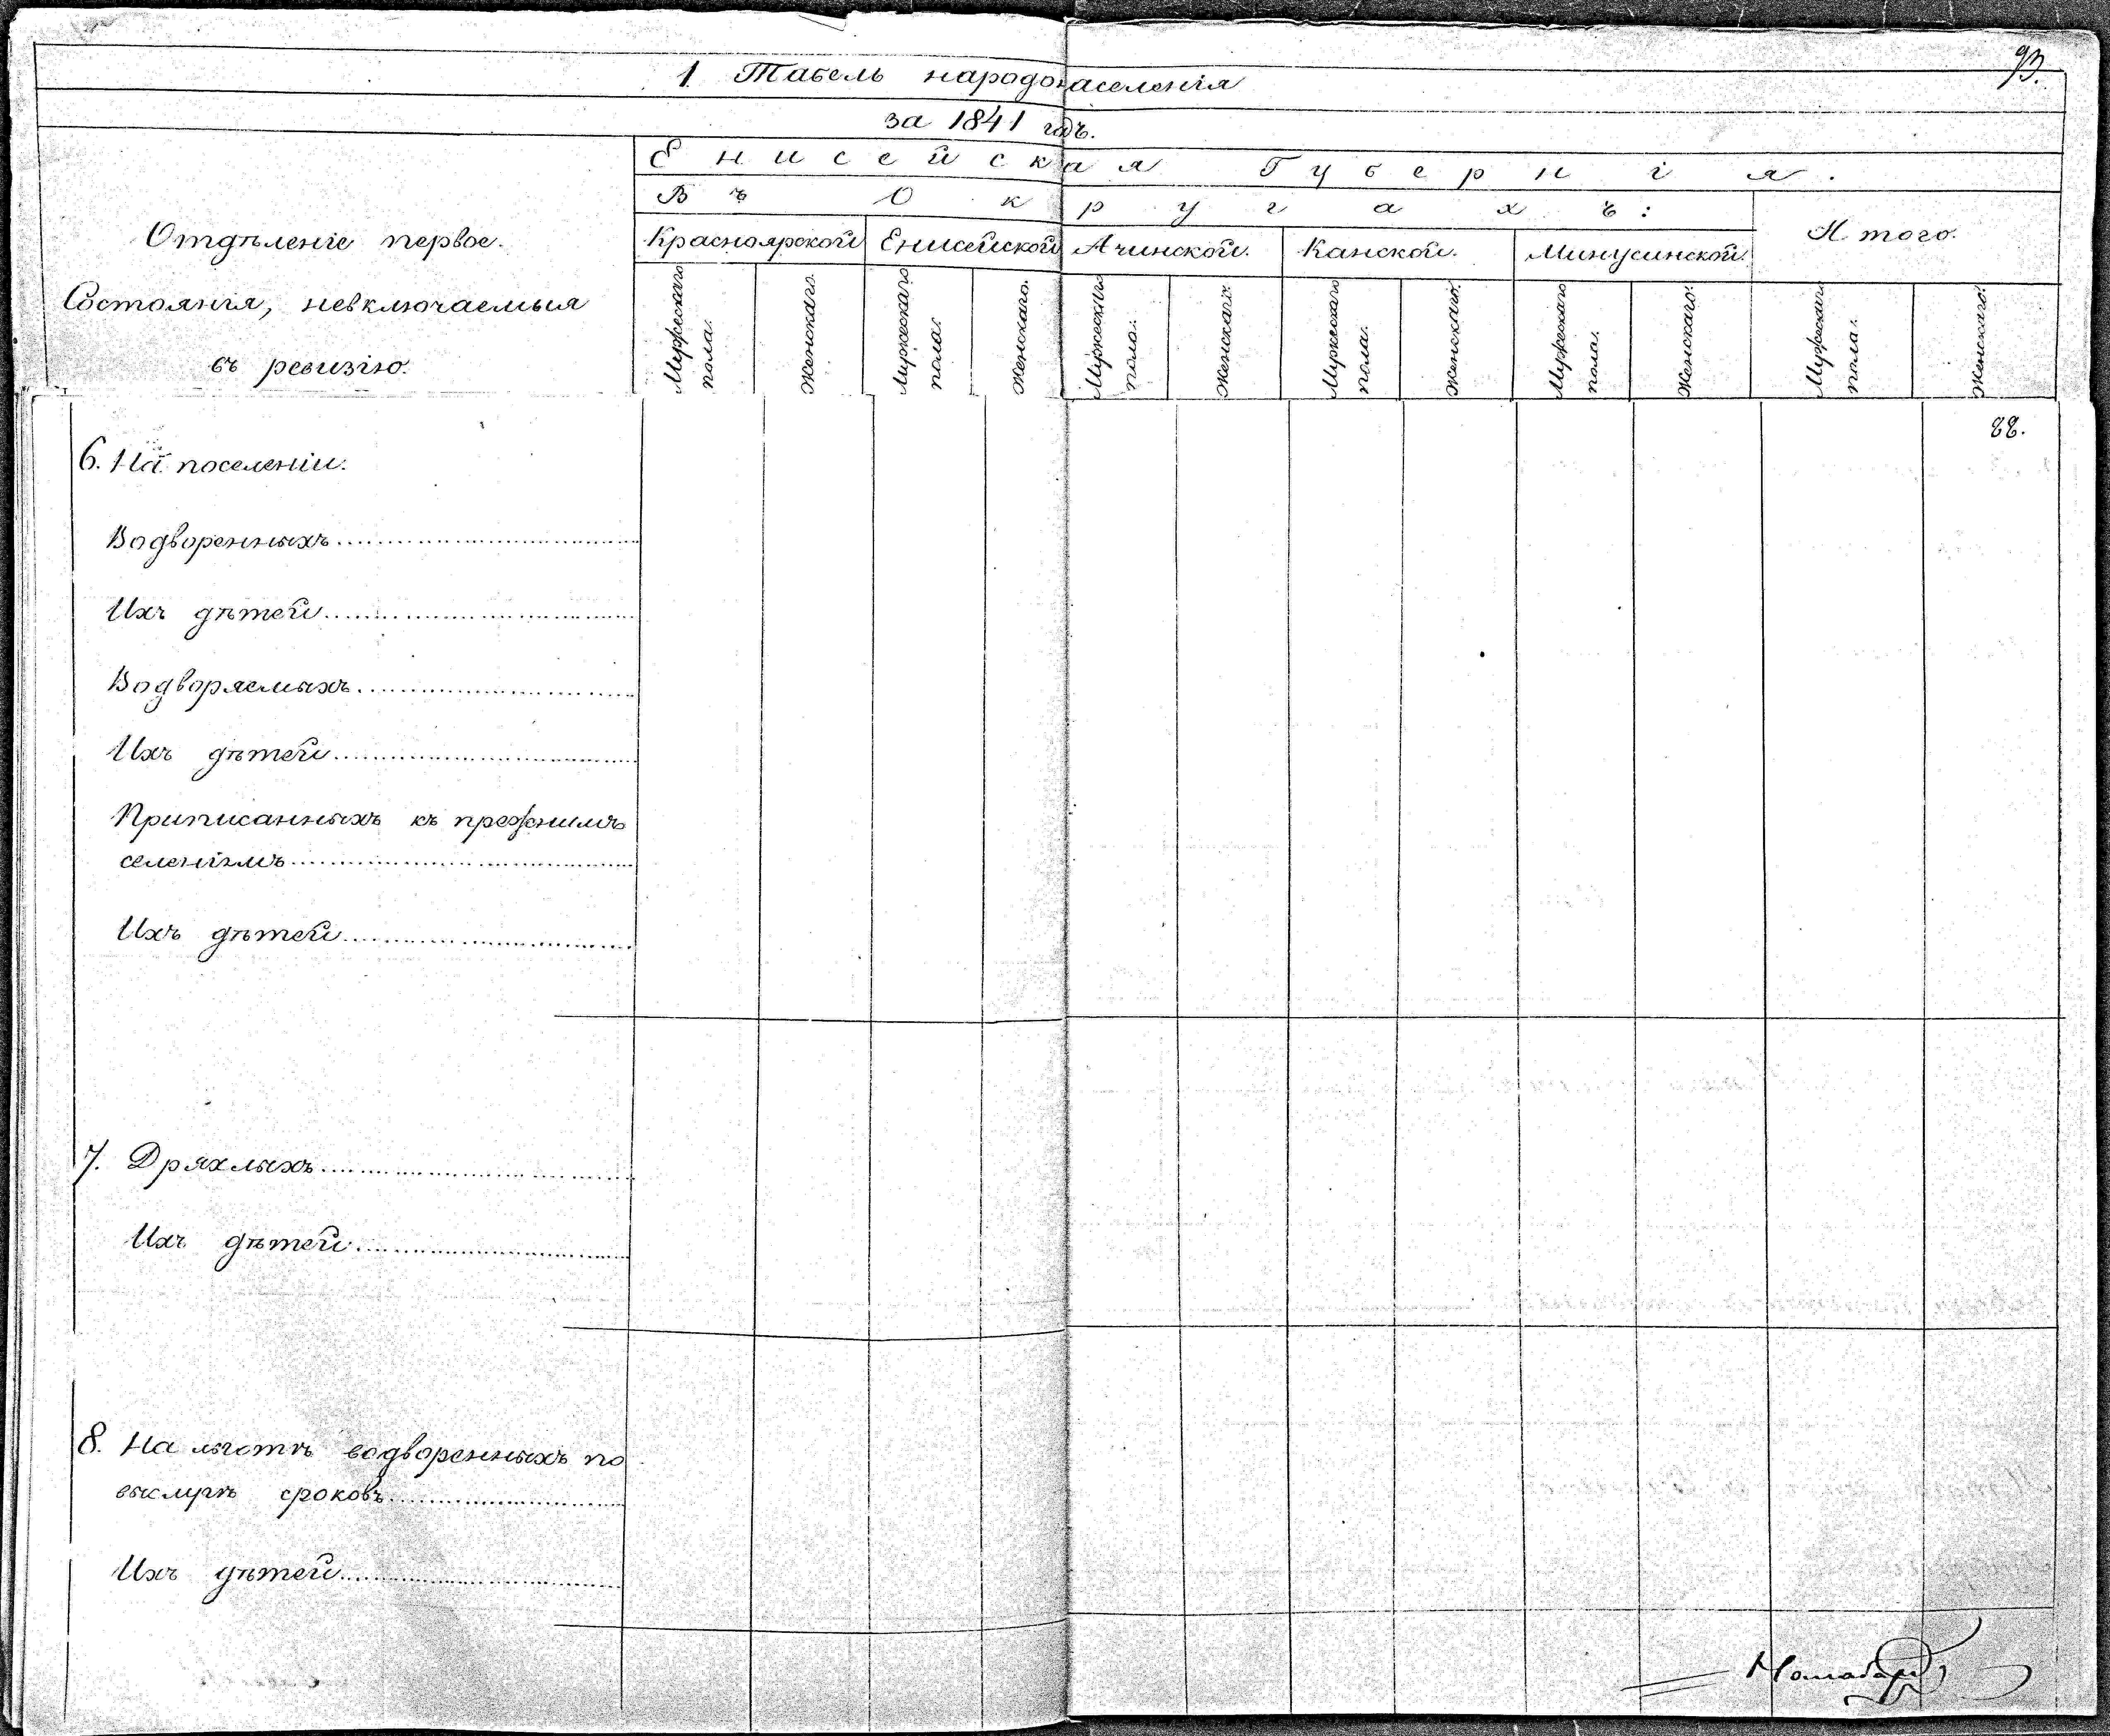 93.
1. Табель народонаселенія
за 1841 годъ.
Енисейская Губернія.
Въ Округахъ:
Отдѣленіе первое.
Состоянія, невключаемыя
въ ревизію.
Красноярской
Енисейской
Ачинской.
Канской.
Минусинской.
Итого.
Мужескаго пола.
Женскаго.
Мужескаго пола.
Женскаго.
Мужескаго пола.
Женскаго.
Мужескаго пола.
Женскаго.
Мужескаго пола.
Женскаго.
Мужескаго пола.
Женскаго.
88.
6. На поселеніи.
Водворенныхъ
Ихъ дѣтей
Водворяемыхъ
Ихъ дѣтей
Приписанныхъ къ прежнимъ
селеніямъ
Ихъ дѣтей
7. Дряхлыхъ
Ихъ дѣтей
8. На льготѣ водворенныхъ по
выслугѣ сроковъ
Ихъ дѣтей